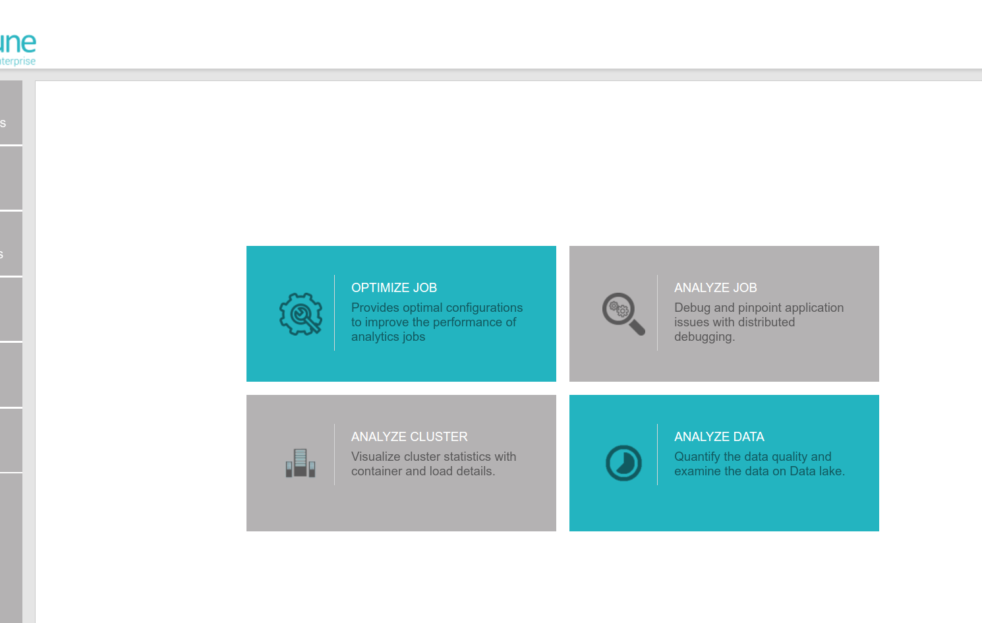 OPTIMIZE JOB
Provides optimal configurations
to improve the performance of
analytics jobs
ANALYZE JOB
Debug and pinpoint application
issues with distributed
debugging.
ANALYZE CLUSTER
Visualize cluster statistics with
container and load details.
ANALYZE DATA
Quantify the data quality and
examine the data on Data lake.